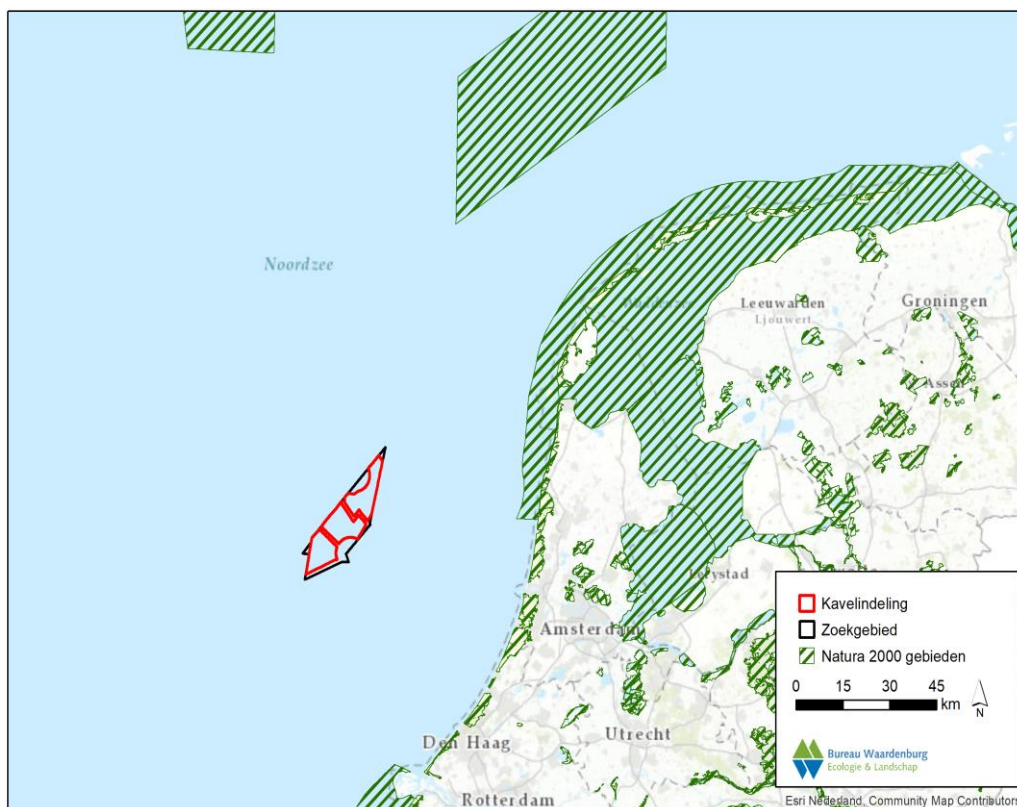 Noordzee
Leeuwarden
Ljouwert
Groningen
Assen
Lelystad
Amsterdam
Den Haag
Utrecht
Rotterdam
Kavelindeling
Zoekgebied
Natura 2000 gebieden
0 15 30 45
km
N
Bureau Waardenburg
Ecologie & Landschap
Esri Nederland, Community Map Contributors